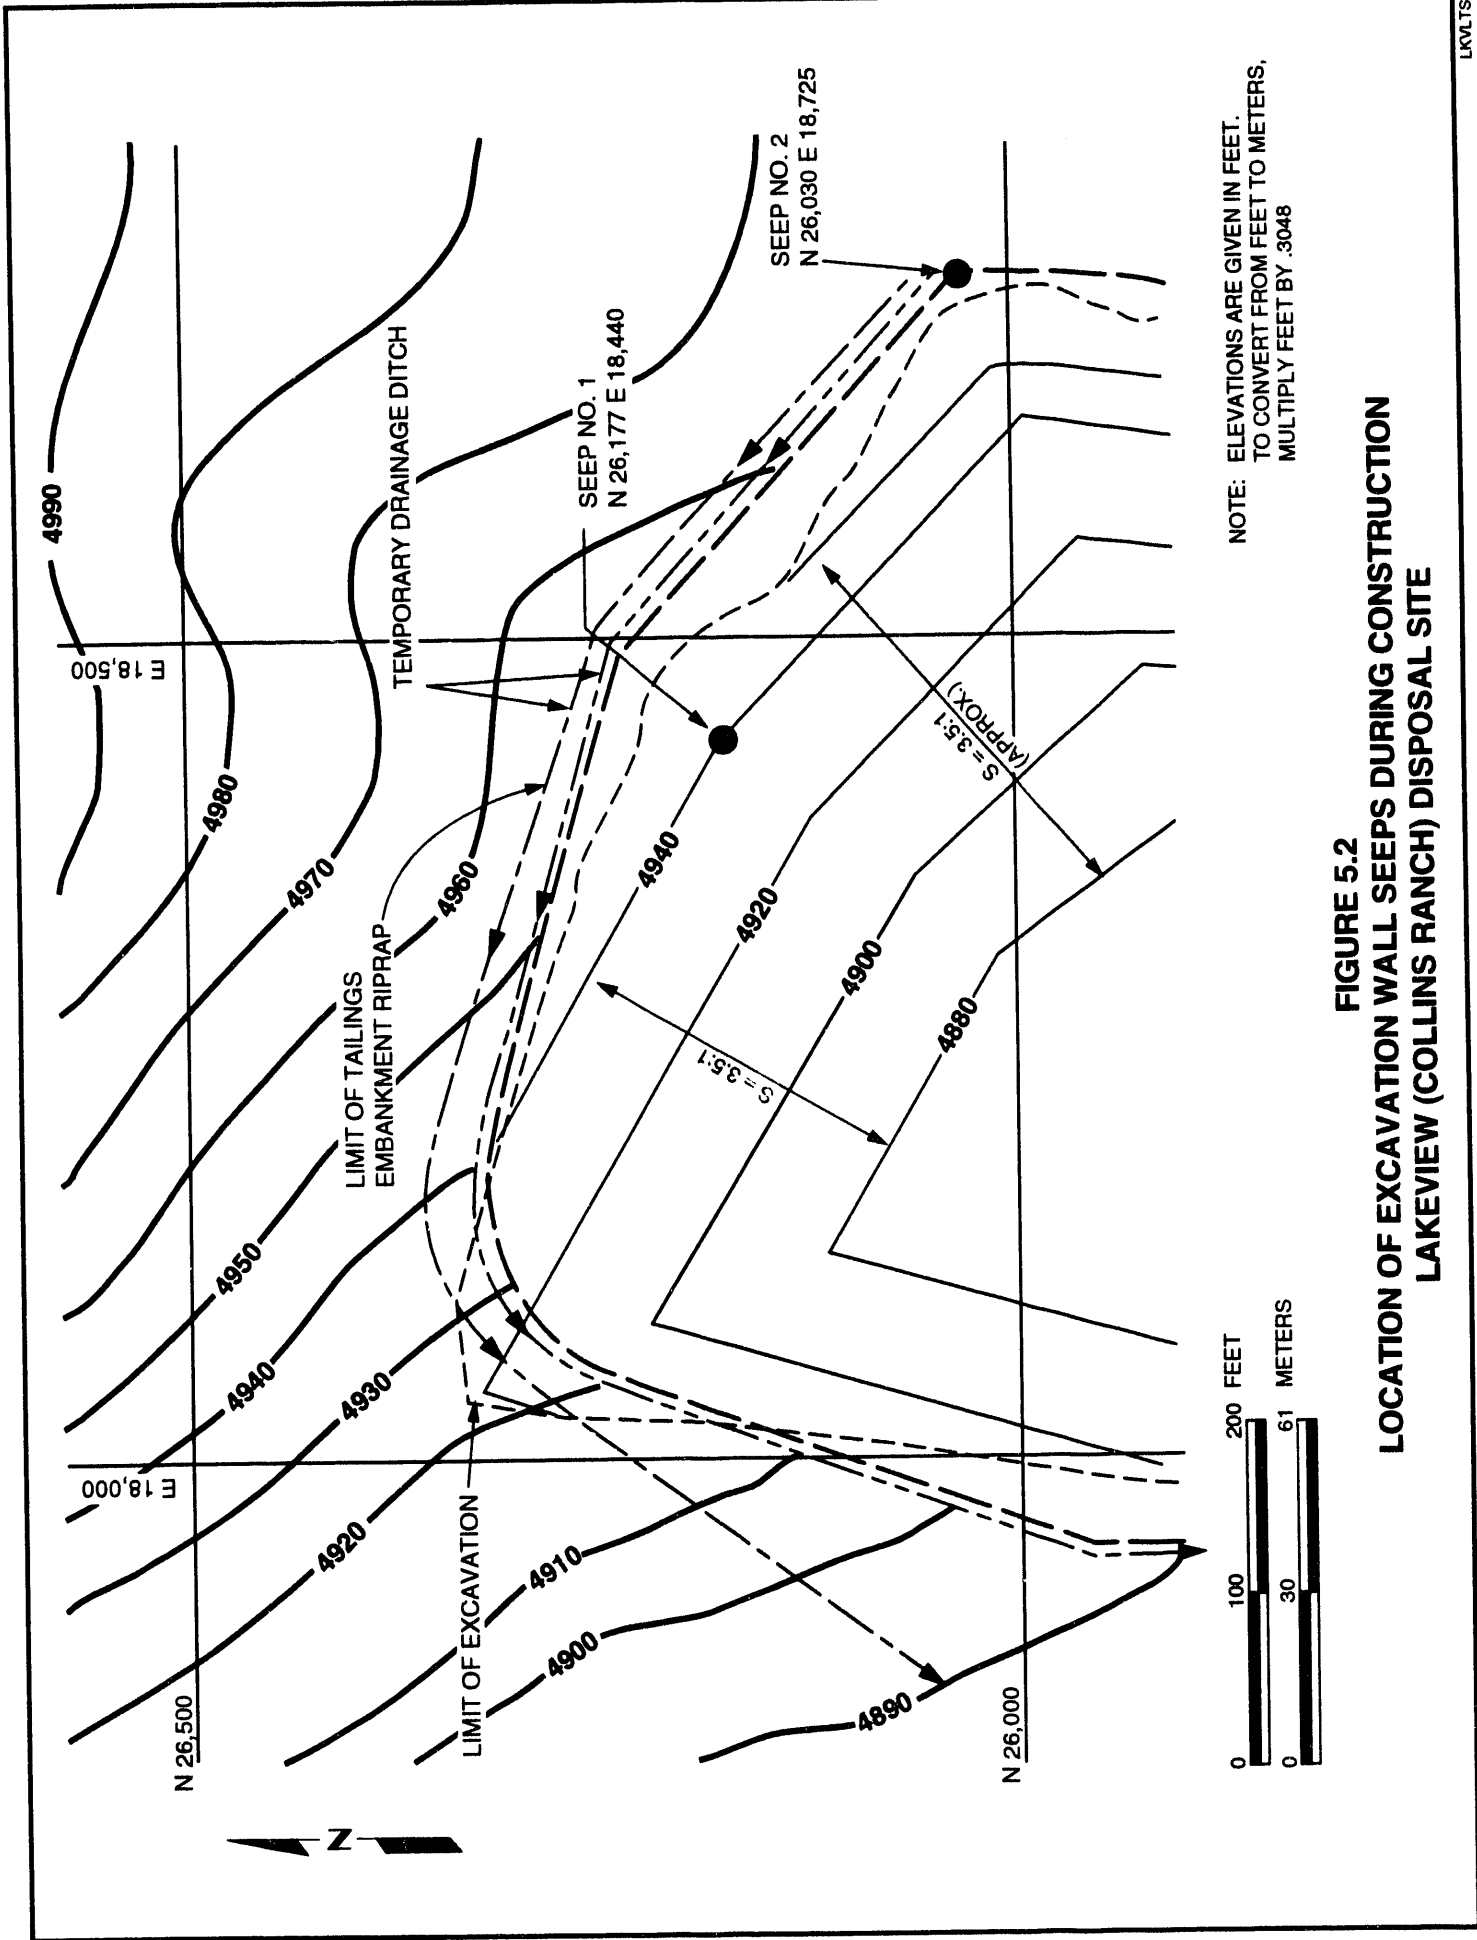 4990
E 18,500
4980
4970
4960
4950
4940
4930
4920
4910
4900
4890
E 18,000
N 26,500
N 26,000
TEMPORARY DRAINAGE DITCH
LIMIT OF TAILINGS
EMBANKMENT RIPRAP
LIMIT OF EXCAVATION
SEEP NO. 1
N 26,177 E 18,440
SEEP NO. 2
N 26,030 E 18,725
4940
4920
4900
4880
S = 3.5:1
S = 3.5:1
(APPROX.)
N
0 100 200 FEET
0 30 61 METERS
NOTE: ELEVATIONS ARE GIVEN IN FEET.
TO CONVERT FROM FEET TO METERS,
MULTIPLY FEET BY .3048
FIGURE 5.2
LOCATION OF EXCAVATION WALL SEEPS DURING CONSTRUCTION
LAKEVIEW (COLLINS RANCH) DISPOSAL SITE
LKVLTS